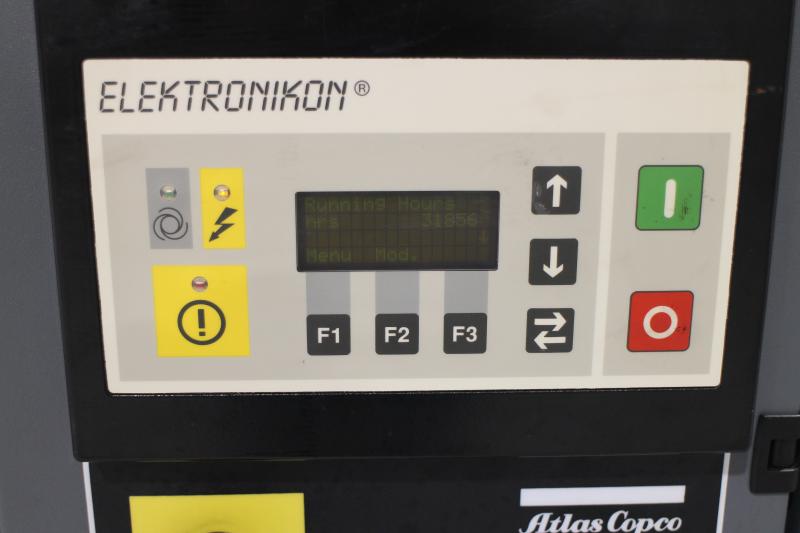 ELEKTRONIKON®
Running Hours
hrs 31856
Menu Mod.
F1 F2 F3
Atlas Copco